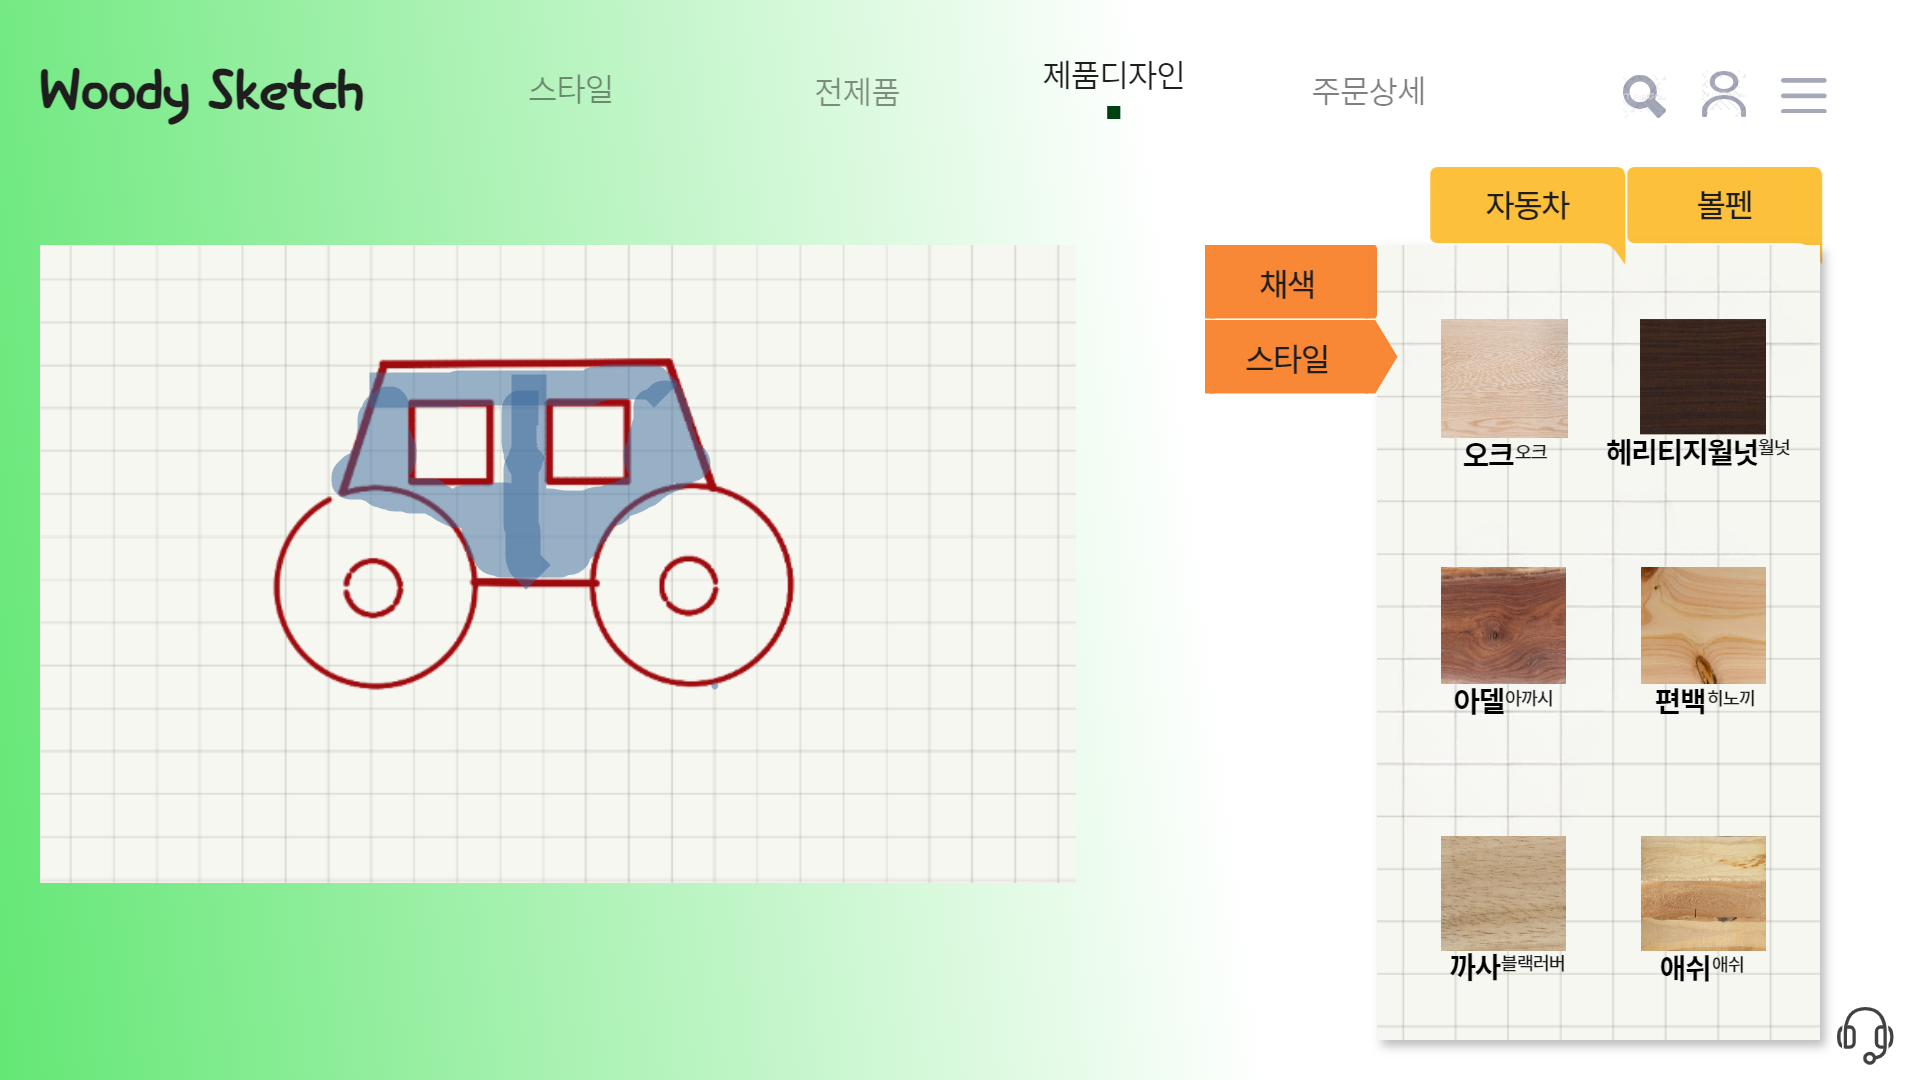 Woody Sketch
스타일
전제품
제품디자인
주문상세
자동차
볼펜
채색
스타일
오크오크
헤리티지월넛월넛
아델아까시
편백히노끼
까사블랙러버
애쉬애쉬